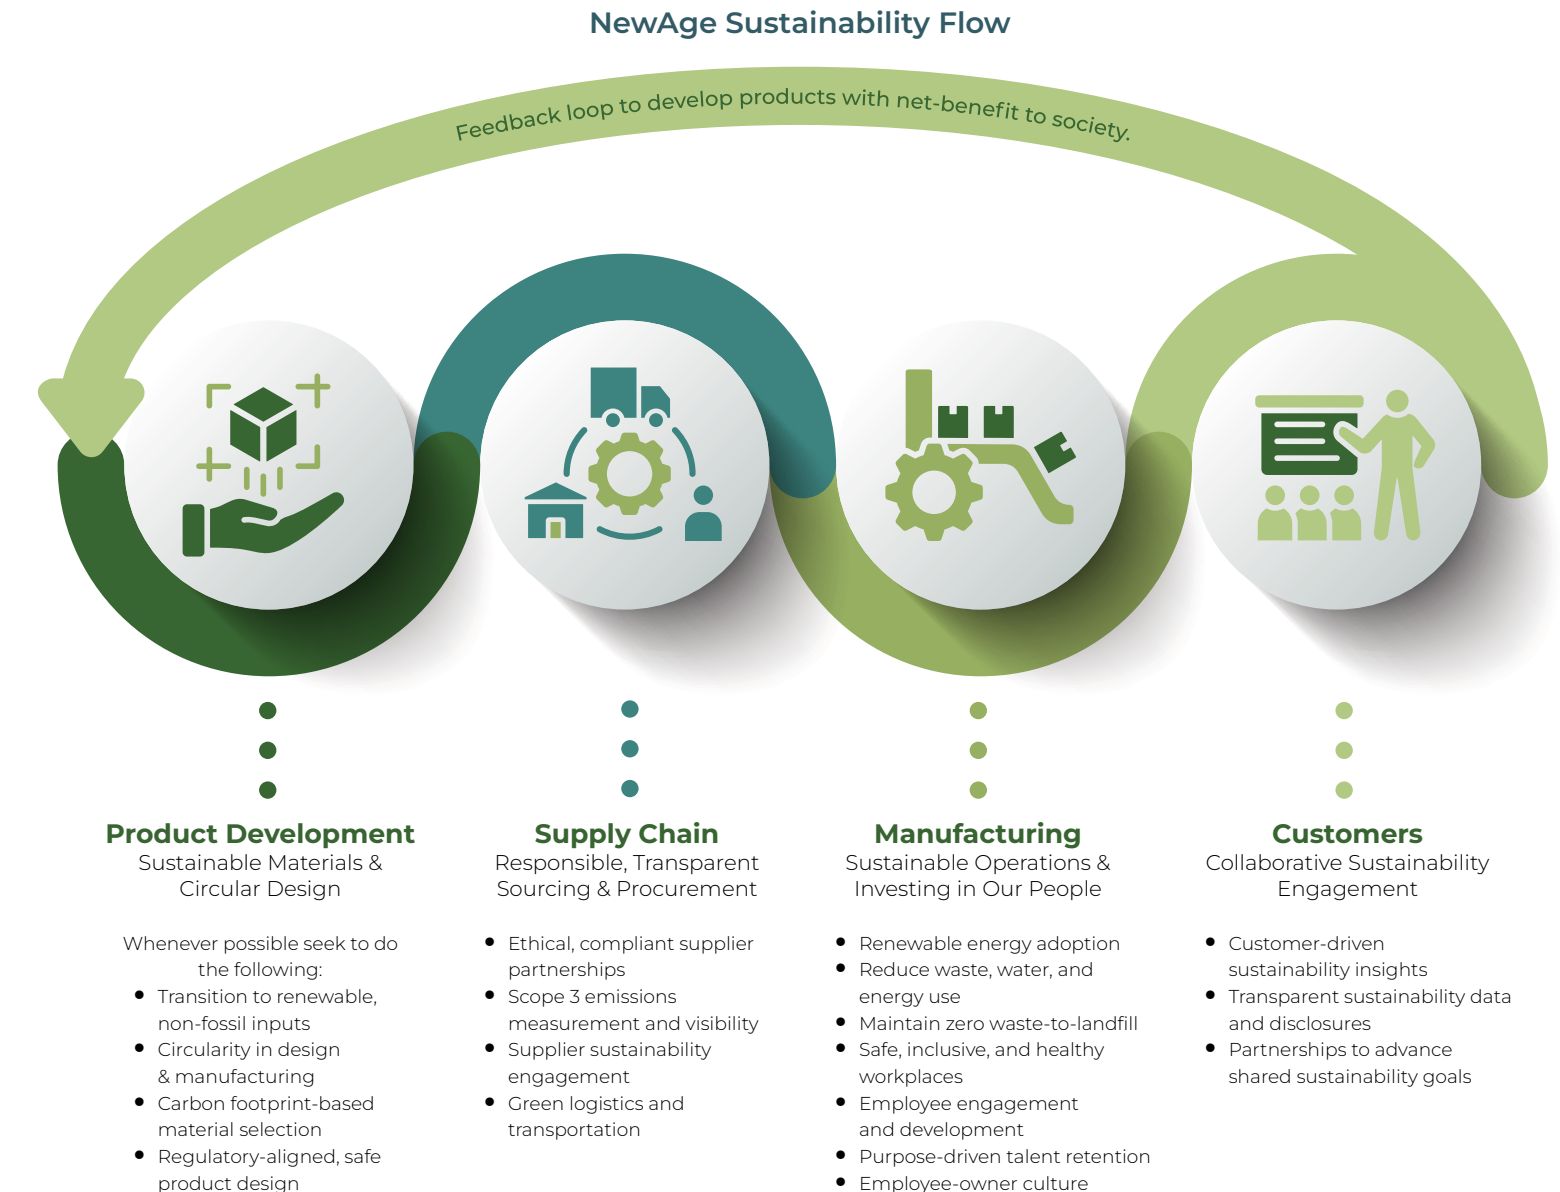 NewAge Sustainability Flow
Feedback loop to develop products with net-benefit to society.
Product Development
Sustainable Materials &
Circular Design
Whenever possible seek to do
the following:
• Transition to renewable,
non-fossil inputs
• Circularity in design
& manufacturing
• Carbon footprint-based
material selection
• Regulatory-aligned, safe
product design
Supply Chain
Responsible, Transparent
Sourcing & Procurement
• Ethical, compliant supplier
partnerships
• Scope 3 emissions
measurement and visibility
• Supplier sustainability
engagement
• Green logistics and
transportation
Manufacturing
Sustainable Operations &
Investing in Our People
• Renewable energy adoption
• Reduce waste, water, and
energy use
• Maintain zero waste-to-landfill
• Safe, inclusive, and healthy
workplaces
• Employee engagement
and development
• Purpose-driven talent retention
• Employee-owner culture
Customers
Collaborative Sustainability
Engagement
• Customer-driven
sustainability insights
• Transparent sustainability data
and disclosures
• Partnerships to advance
shared sustainability goals